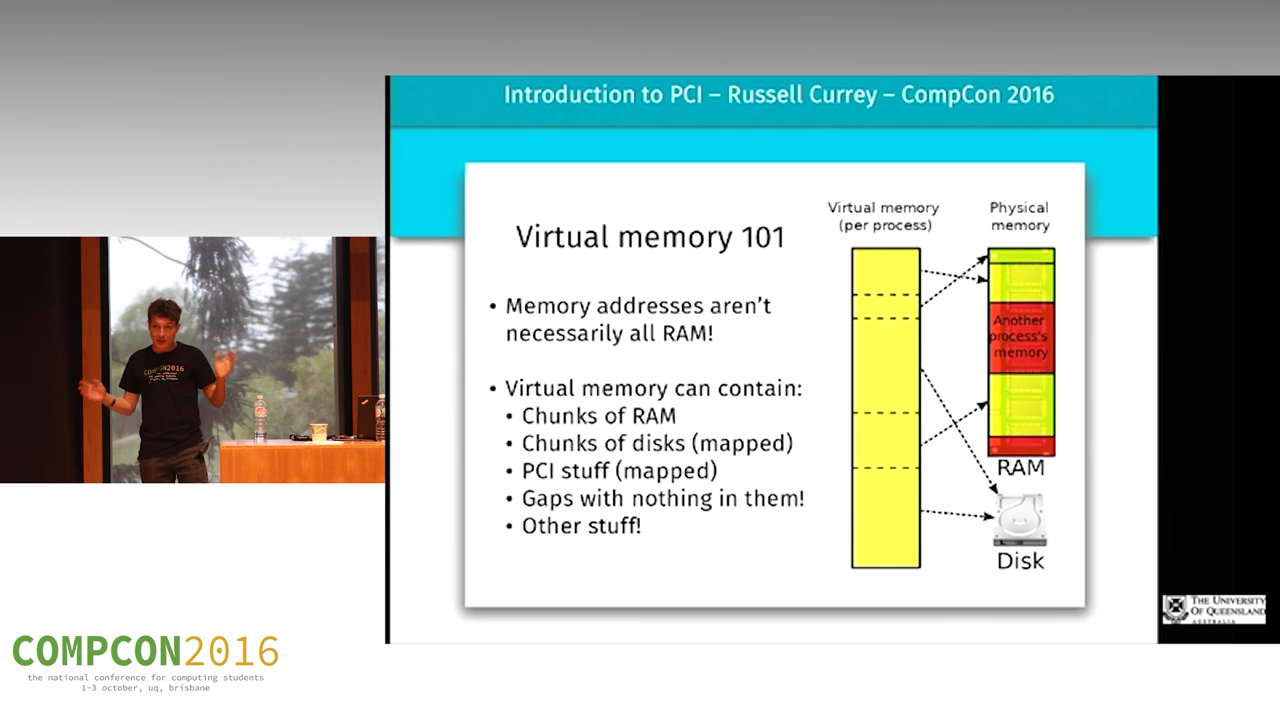 Introduction to PCI – Russell Currey – CompCon 2016
Virtual memory 101
• Memory addresses aren't
necessarily all RAM!
• Virtual memory can contain:
• Chunks of RAM
• Chunks of disks (mapped)
• PCI stuff (mapped)
• Gaps with nothing in them!
• Other stuff!
Virtual memory
(per process)
Physical
memory
Another
process's
memory
RAM
Disk
COMPCON2016
THE UNIVERSITY
OF QUEENSLAND
AUSTRALIA
COMPCON2016
the national conference for computing students
1-3 october, uq, brisbane